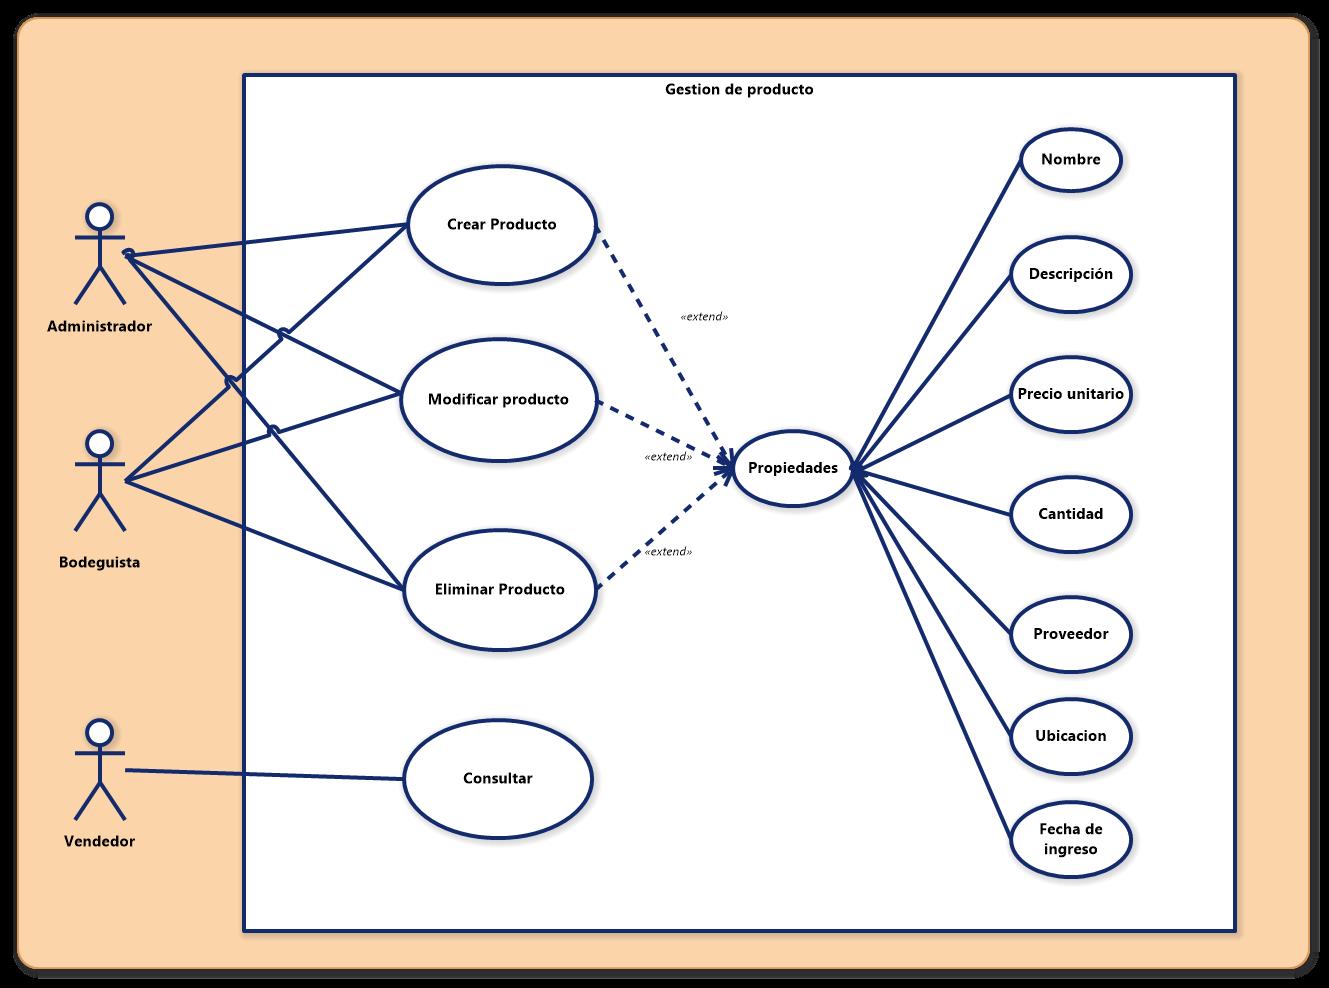 Gestion de producto
Administrador
Bodeguista
Vendedor
Crear Producto
Modificar producto
Eliminar Producto
Consultar
«extend»
«extend»
«extend»
Propiedades
Nombre
Descripción
Precio unitario
Cantidad
Proveedor
Ubicacion
Fecha de
ingreso